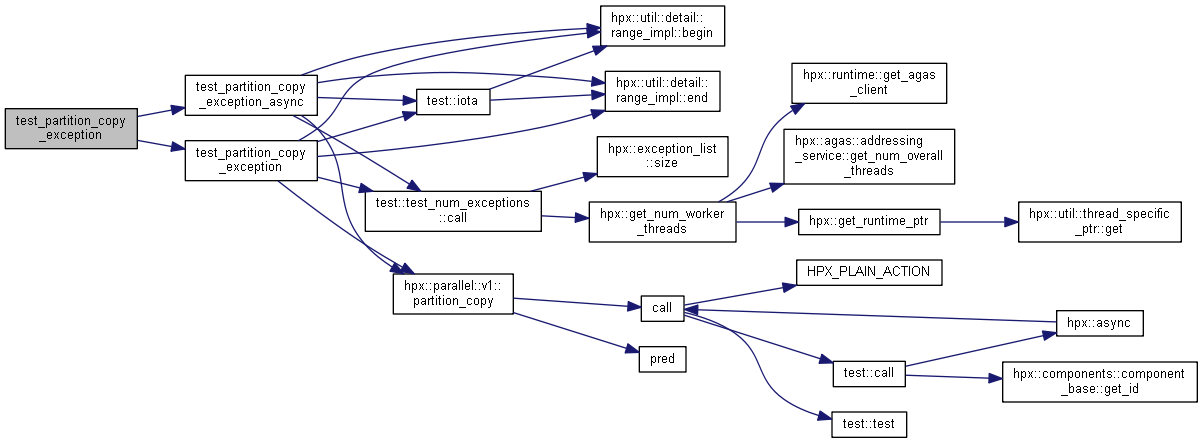 test_partition_copy
_exception
test_partition_copy
_exception_async
test_partition_copy
_exception
hpx::util::detail::
range_impl::begin
hpx::util::detail::
range_impl::end
test::iota
hpx::exception_list
::size
test::test_num_exceptions
::call
hpx::get_num_worker
_threads
hpx::runtime::get_agas
_client
hpx::agas::addressing
_service::get_num_overall
_threads
hpx::get_runtime_ptr
hpx::util::thread_specific
_ptr::get
hpx::parallel::v1::
partition_copy
call
pred
HPX_PLAIN_ACTION
hpx::async
test::call
hpx::components::component
_base::get_id
test::test